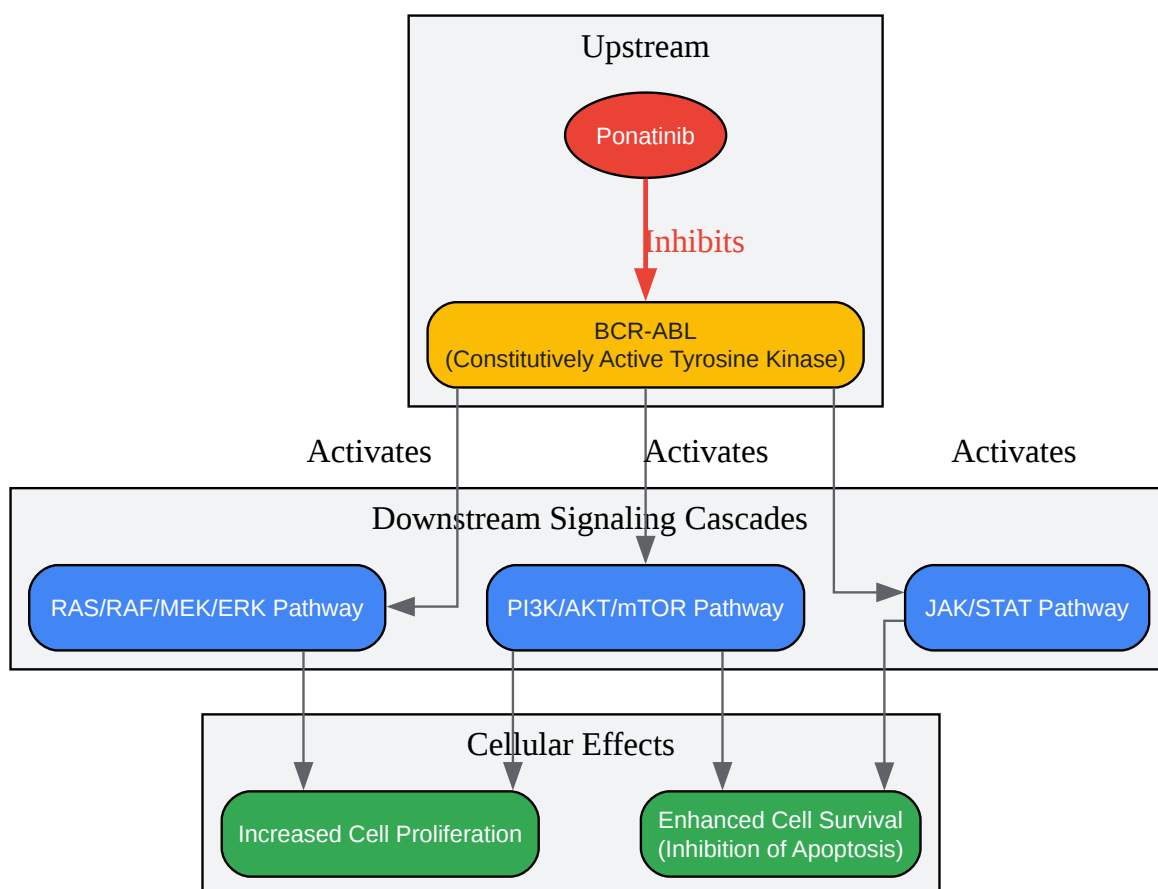 Upstream
Ponatinib
Inhibits
BCR-ABL
(Constitutively Active Tyrosine Kinase)
Activates
Activates
Activates
Downstream Signaling Cascades
RAS/RAF/MEK/ERK Pathway
PI3K/AKT/mTOR Pathway
JAK/STAT Pathway
Cellular Effects
Increased Cell Proliferation
Enhanced Cell Survival
(Inhibition of Apoptosis)